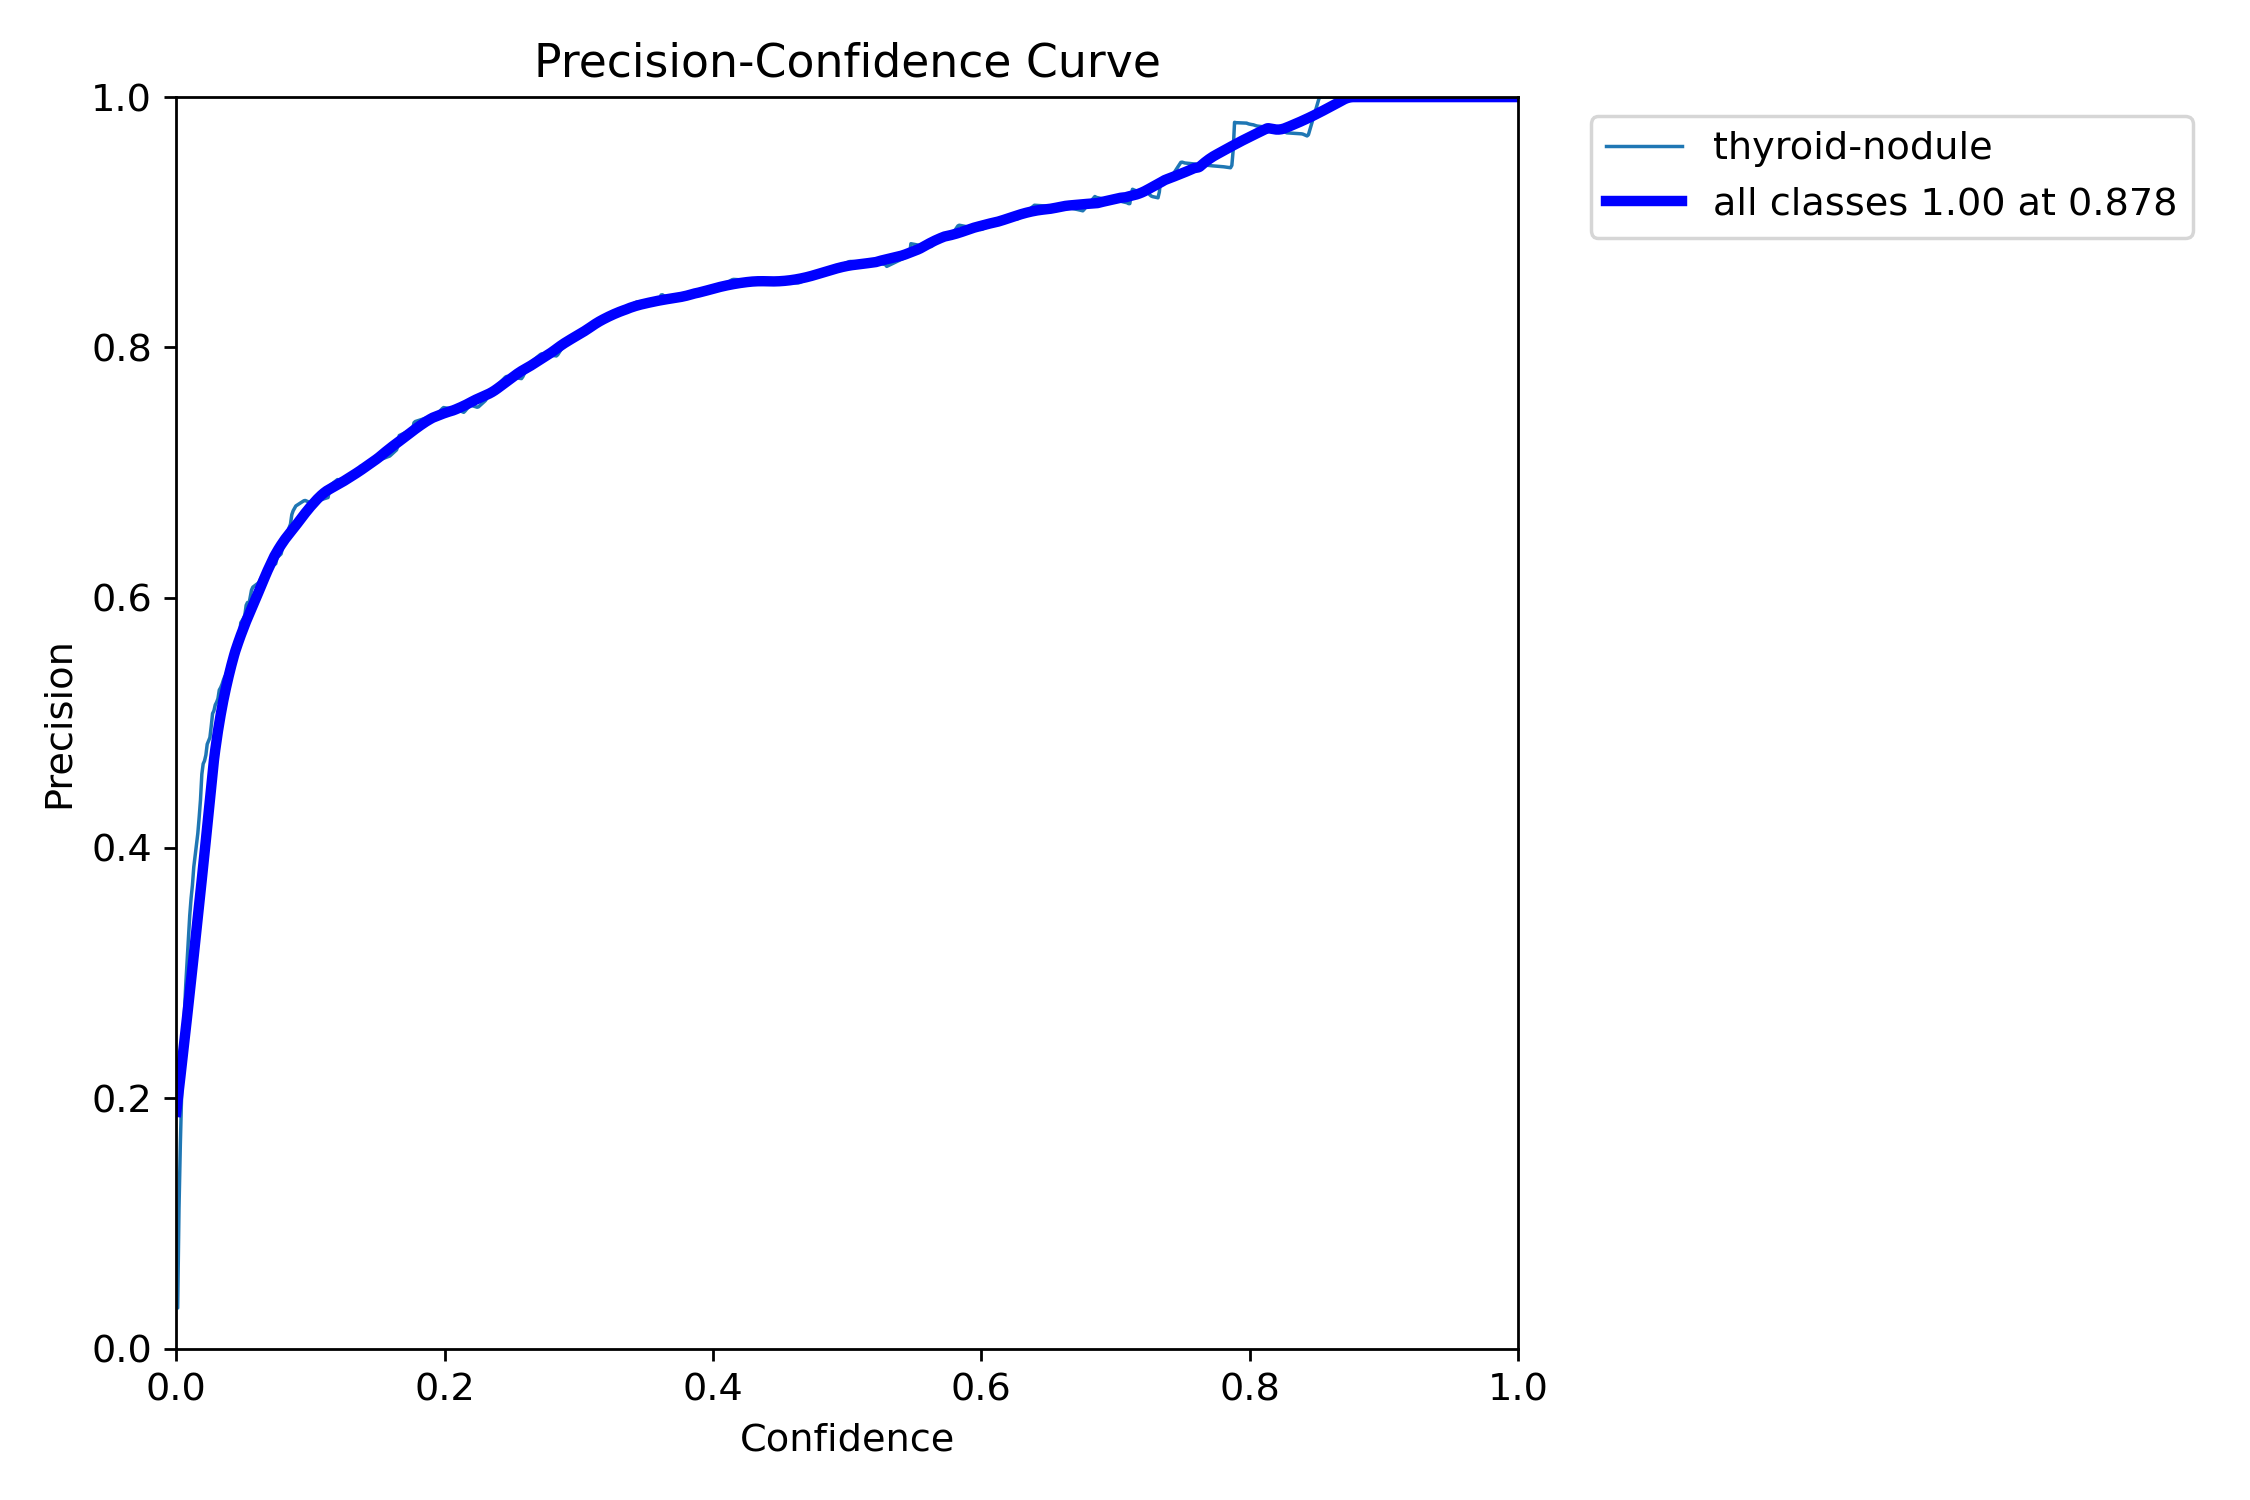 Precision-Confidence Curve
1.0
0.8
0.6
0.4
0.2
0.0
Precision
0.0 0.2 0.4 0.6 0.8 1.0
Confidence
thyroid-nodule
all classes 1.00 at 0.878